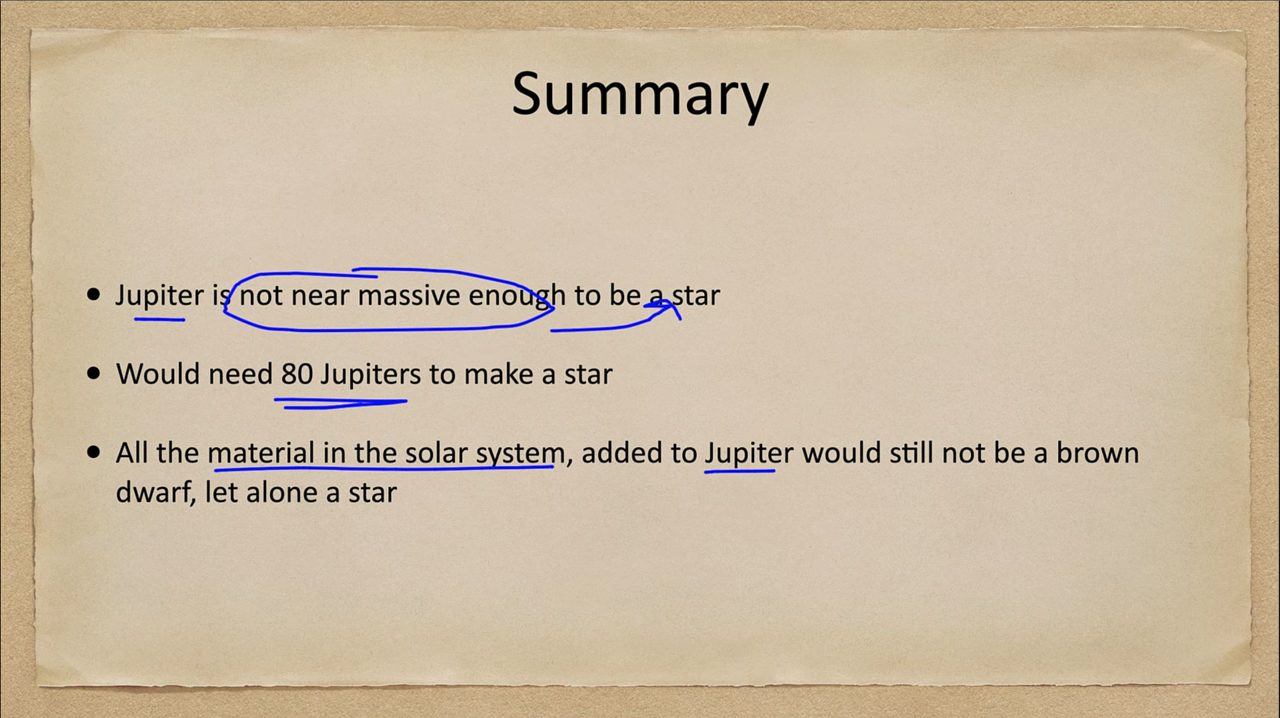 Summary
• Jupiter is not near massive enough to be a star
• Would need 80 Jupiters to make a star
• All the material in the solar system, added to Jupiter would still not be a brown
dwarf, let alone a star